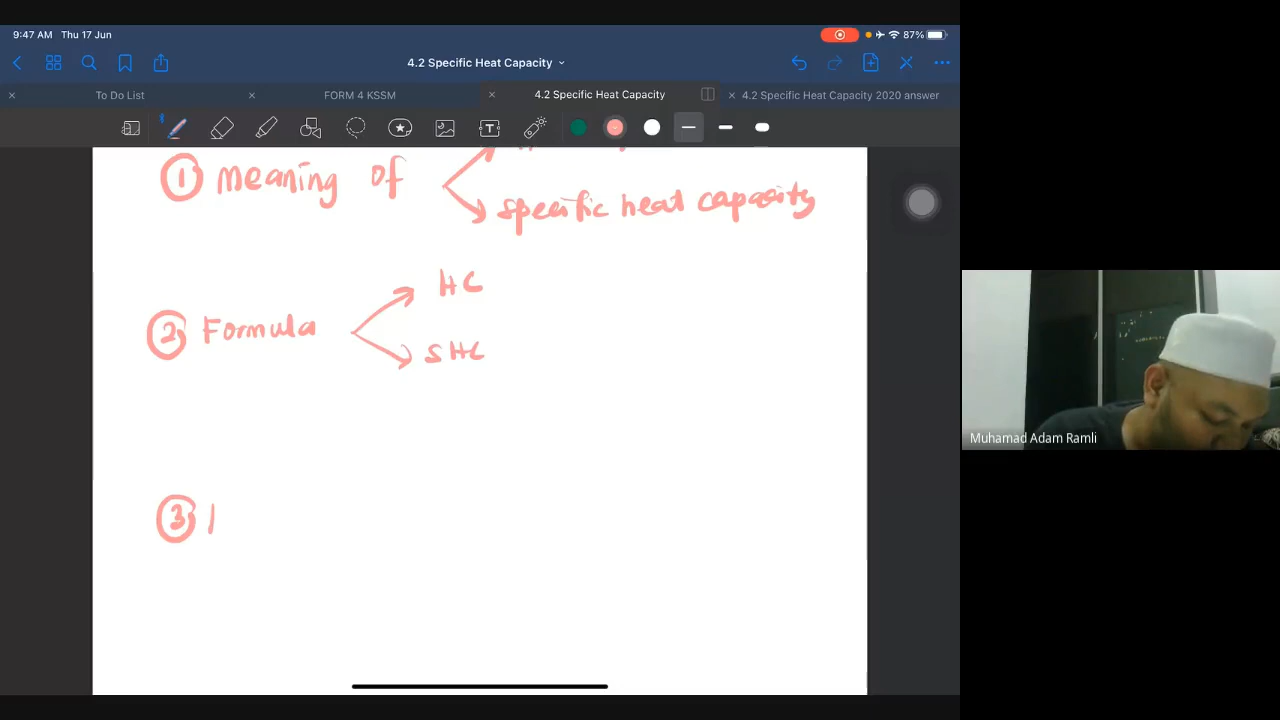 9:47 AM Thu 17 Jun
87%
4.2 Specific Heat Capacity
To Do List
FORM 4 KSSM
4.2 Specific Heat Capacity
4.2 Specific Heat Capacity 2020 answer
① meaning of
specific heat capacity
HC
② Formula
SHC
③
Muhamad Adam Ramli